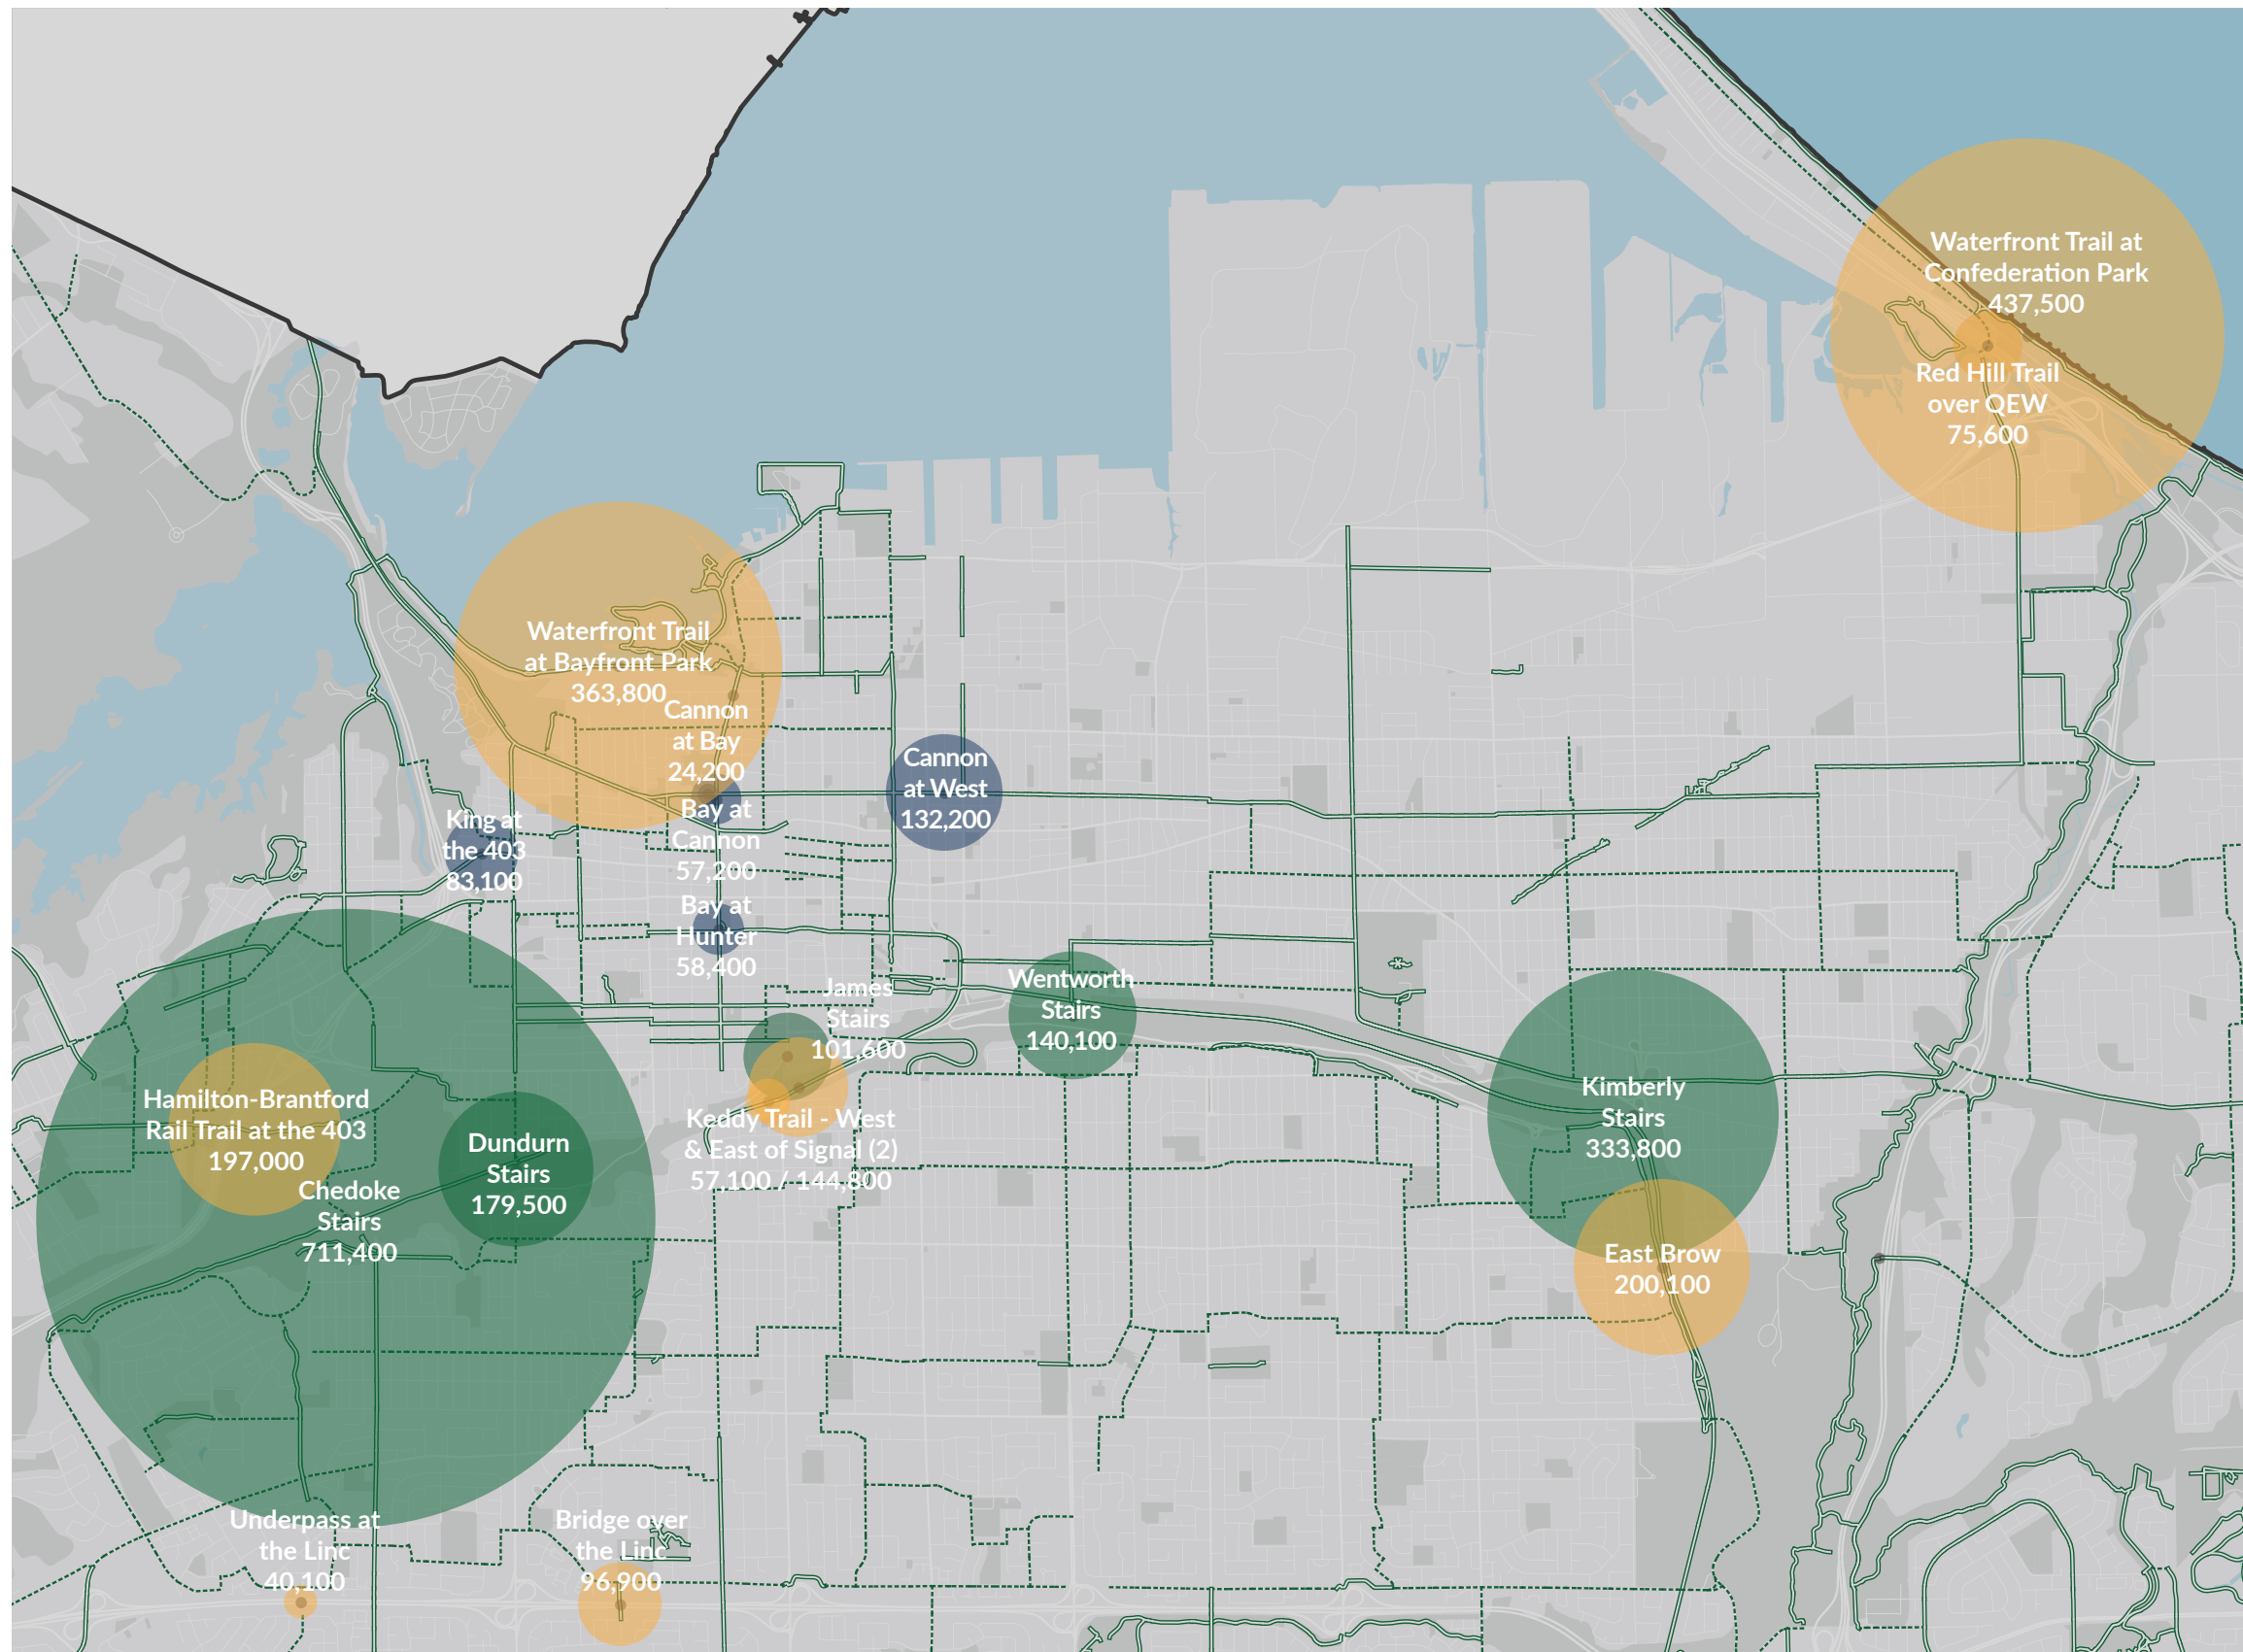 Waterfront Trail at
Confederation Park
437,500
Red Hill Trail
over QEW
75,600
Waterfront Trail
at Bayfront Park
363,800
Cannon
at Bay
24,200
Cannon
at West
132,200
Bay at
Cannon
57,200
King at
the 403
83,100
Bay at
Hunter
58,400
James
Stairs
101,600
Wentworth
Stairs
140,100
Kimberly
Stairs
333,800
Hamilton-Brantford
Rail Trail at the 403
197,000
Dundurn
Stairs
179,500
Keddy Trail - West
& East of Signal (2)
57,100 / 144,800
Chedoke
Stairs
711,400
East Brow
200,100
Underpass at
the Linc
40,100
Bridge over
the Linc
96,900